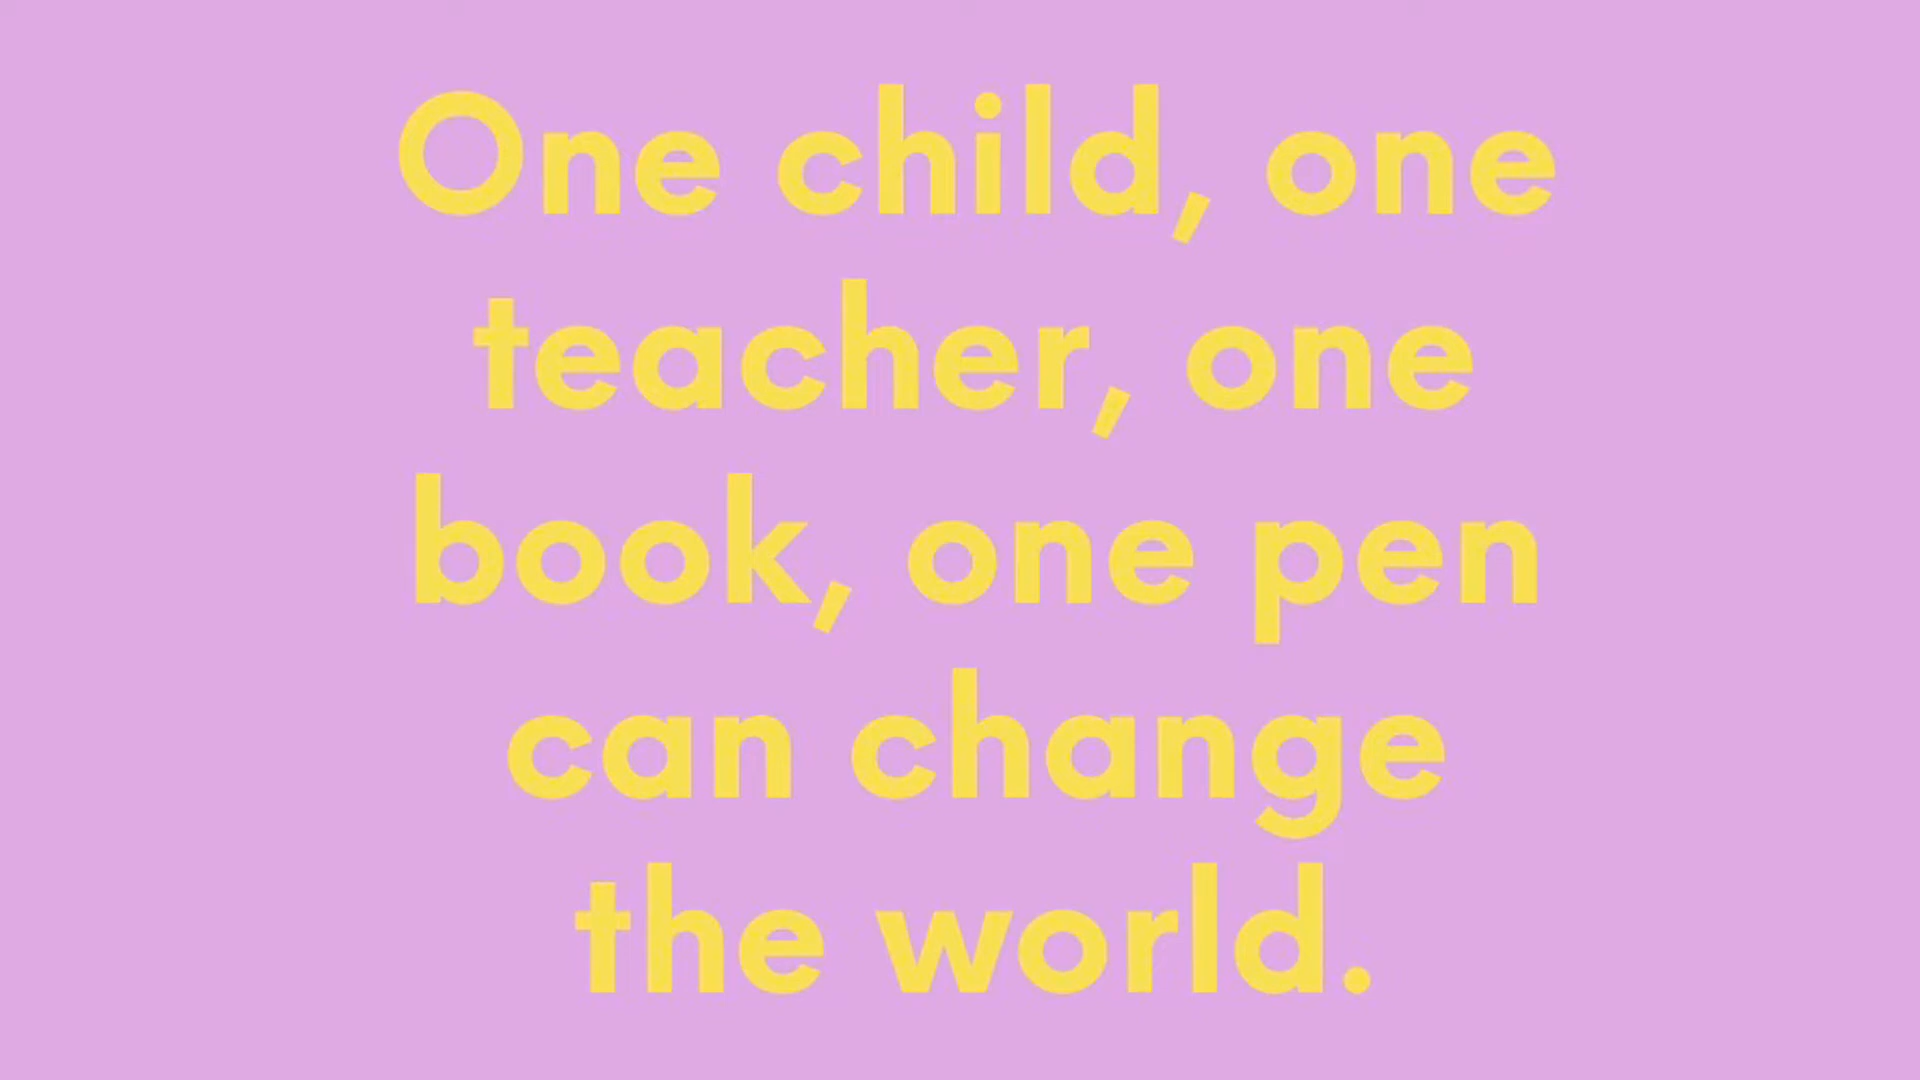 One child, one
teacher, one
book, one pen
can change
the world.